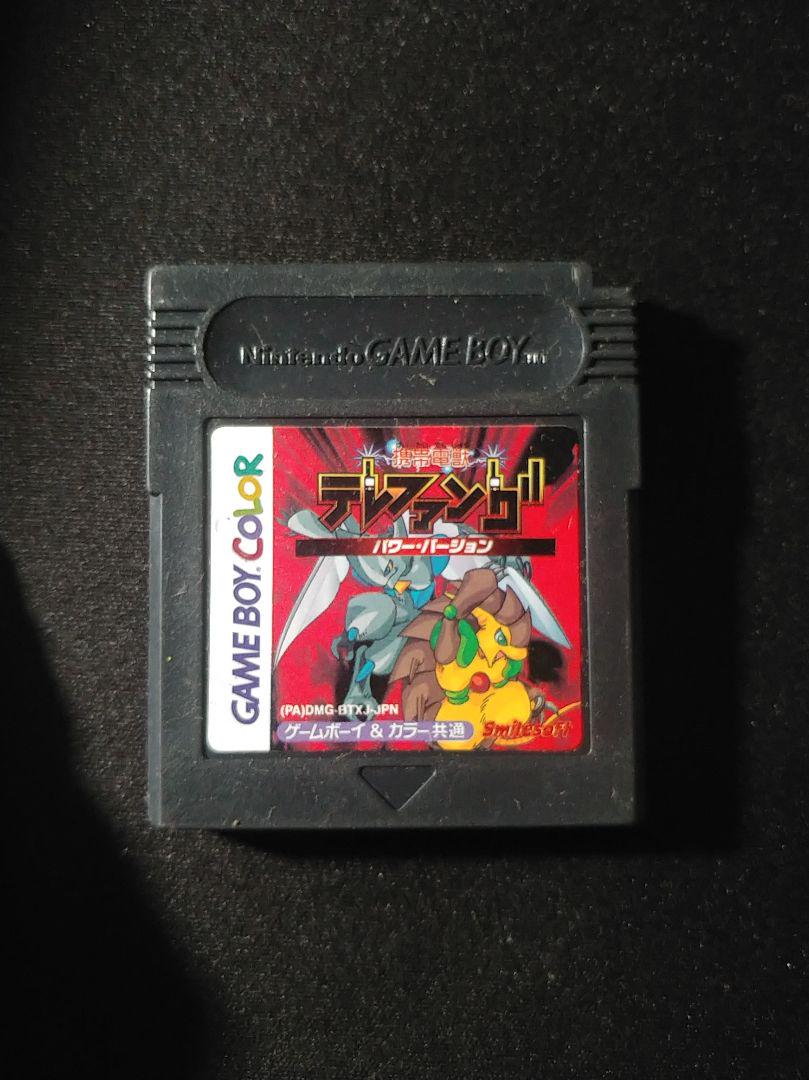 Nintendo GAME BOY TM
GAME BOY COLOR
携帯電獣
テレファング
パワー・バージョン
(PA)DMG-BTXJ-JPN
ゲームボーイ & カラー共通
Smilesoft